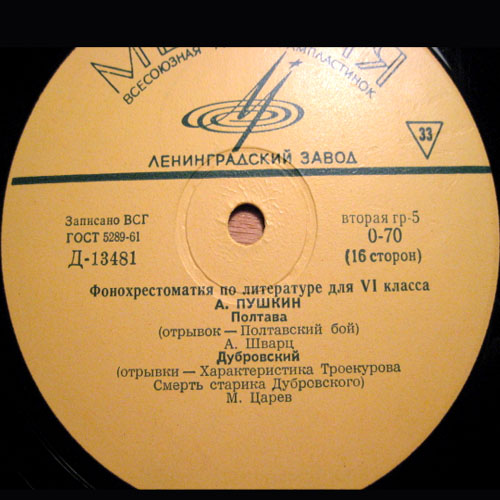 ВСЕСОЮЗНАЯ
33
ЛЕНИНГРАДСКИЙ ЗАВОД
Записано ВСГ
ГОСТ 5289-61
Д-13481
вторая гр-5
0-70
(16 сторон)
Фонохрестоматия по литературе для VI класса
А. ПУШКИН
Полтава
(отрывок — Полтавский бой)
А. Шварц
Дубровский
(отрывки — Характеристика Троекурова
Смерть старика Дубровского)
М. Царев